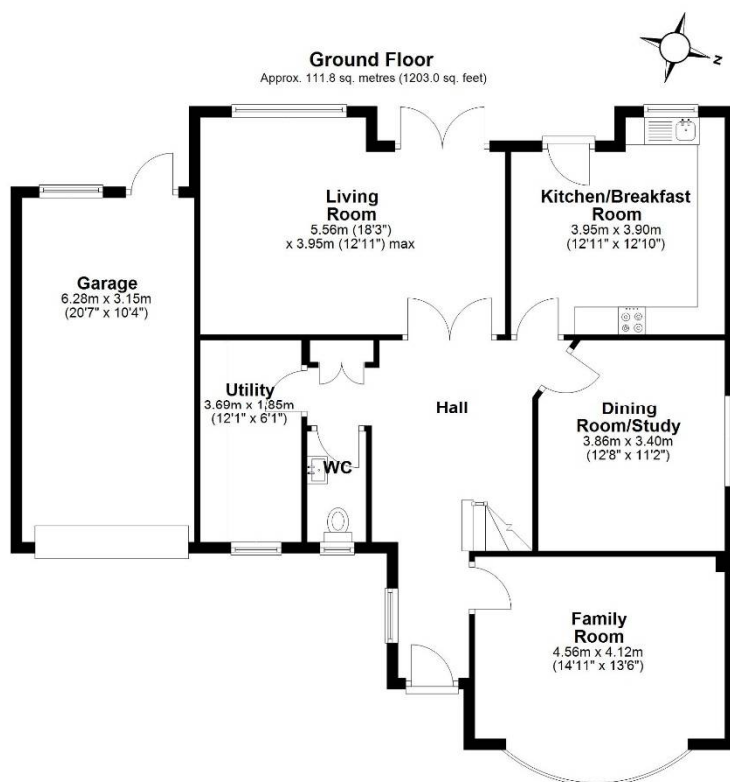 Ground Floor
Approx. 111.8 sq. metres (1203.0 sq. feet)
N
Living
Room
5.56m (18'3")
x 3.95m (12'11") max
Kitchen/Breakfast
Room
3.95m x 3.90m
(12'11" x 12'10")
Garage
6.28m x 3.15m
(20'7" x 10'4")
Utility
3.69m x 1.85m
(12'1" x 6'1")
Hall
Dining
Room/Study
3.86m x 3.40m
(12'8" x 11'2")
WC
Family
Room
4.56m x 4.12m
(14'11" x 13'6")